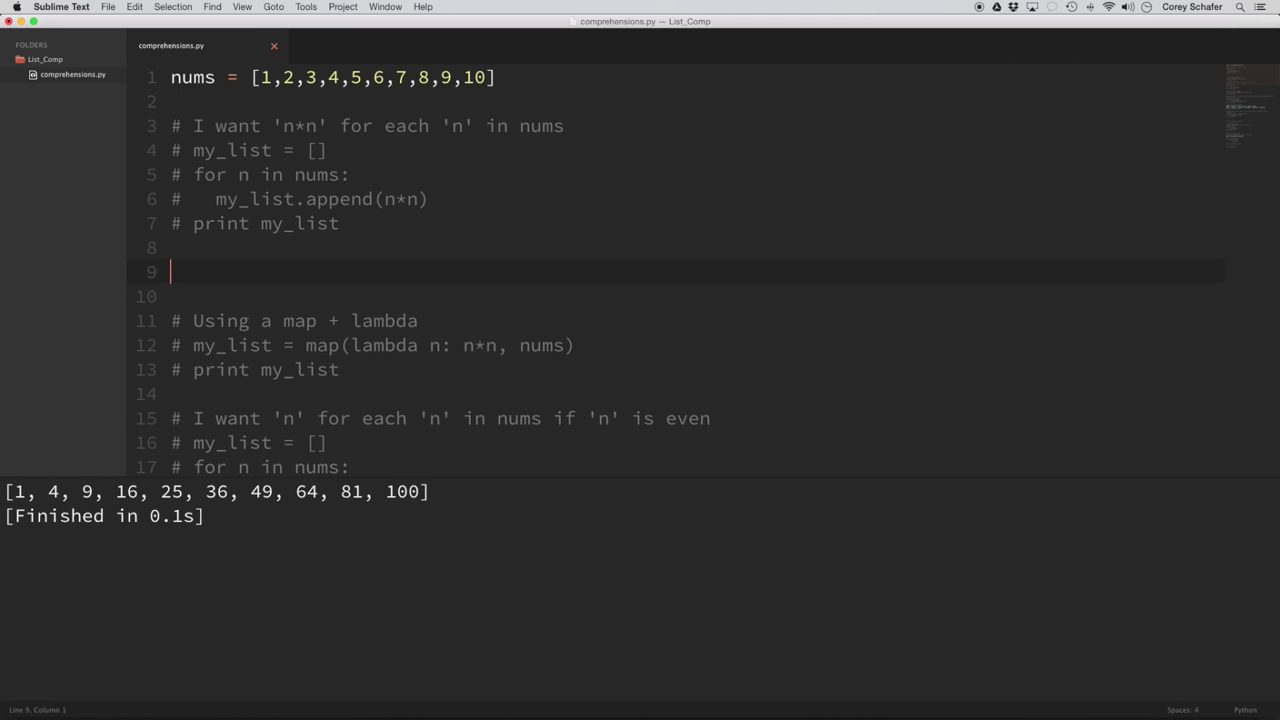 Sublime Text File Edit Selection Find View Goto Tools Project Window Help Corey Schafer
comprehensions.py — List_Comp
FOLDERS
List_Comp
comprehensions.py
comprehensions.py ×
1 nums = [1,2,3,4,5,6,7,8,9,10]
2
3 # I want 'n*n' for each 'n' in nums
4 # my_list = []
5 # for n in nums:
6 #   my_list.append(n*n)
7 # print my_list
8
9
10
11 # Using a map + lambda
12 # my_list = map(lambda n: n*n, nums)
13 # print my_list
14
15 # I want 'n' for each 'n' in nums if 'n' is even
16 # my_list = []
17 # for n in nums:
[1, 4, 9, 16, 25, 36, 49, 64, 81, 100]
[Finished in 0.1s]
Line 9, Column 1 Spaces: 4 Python